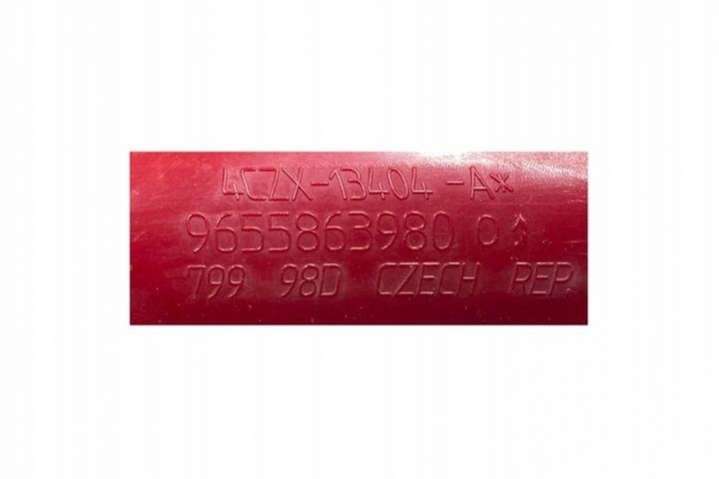 4CZX-13404-A*
9655863980 0↑
799 98D CZECH REP.